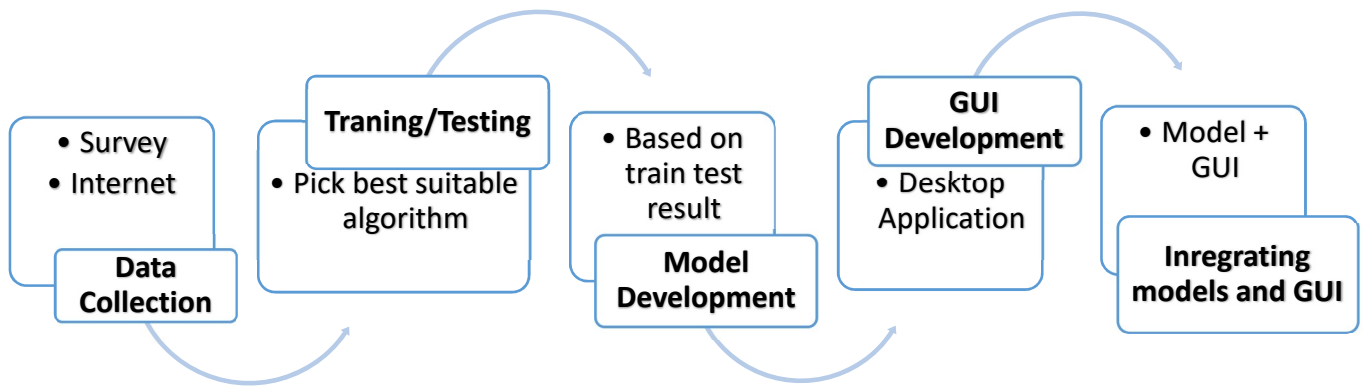 • Survey
• Internet
Data
Collection
Traning/Testing
• Pick best suitable
algorithm
• Based on
train test
result
Model
Development
GUI
Development
• Desktop
Application
• Model +
GUI
Inregrating
models and GUI